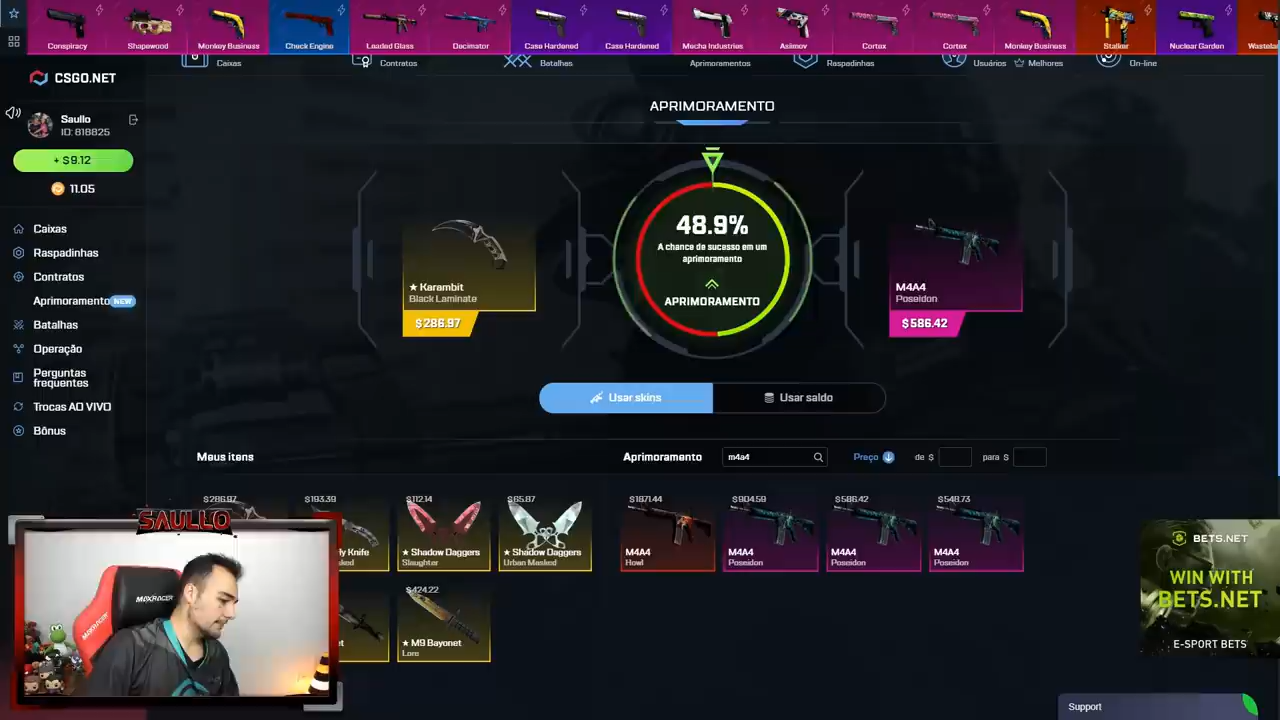 Conspiracy
Shapewood
Monkey Business
Check Engine
Leaded Glass
Decimator
Case Hardened
Case Hardened
Mecha Industries
Asiimov
Cortex
Cortex
Monkey Business
Stalker
Nuclear Garden
CSGO.NET
Caixas
Contratos
Batalhas
Aprimoramentos
Raspadinhas
Usuários
Melhores
On-line
Saullo
ID: 818825
+ $9.12
11.05
Caixas
Raspadinhas
Contratos
Aprimoramento NEW
Batalhas
Operação
Perguntas
frequentes
Trocas AO VIVO
Bônus
APRIMORAMENTO
★ Karambit
Black Laminate
$286.97
48.9%
A chance de sucesso em um
aprimoramento
APRIMORAMENTO
M4A4
Poseidon
$586.42
Usar skins
Usar saldo
Meus itens
Aprimoramento
m4a4
Preço
de $
para $
$286.97
$193.39
$112.14
★ Shadow Daggers
Slaughter
$65.87
★ Shadow Daggers
Urban Masked
$1871.44
M4A4
Howl
$904.59
M4A4
Poseidon
$586.42
M4A4
Poseidon
$548.73
M4A4
Poseidon
$424.22
★ M9 Bayonet
Lore
SAULLO
MAXRACER
MAXRACER
BETS.NET
WIN WITH
BETS.NET
E-SPORT BETS
Support